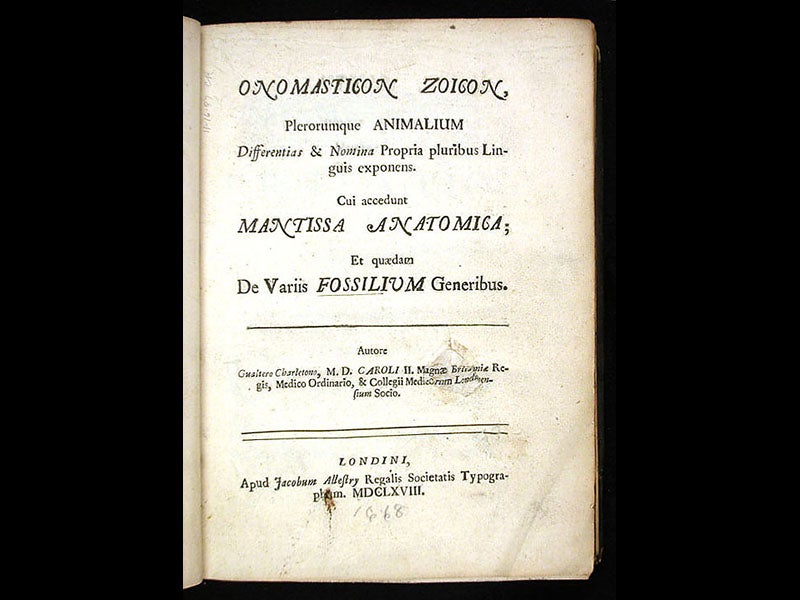 ONOMASTICON ZOICON,
Plerorumque ANIMALIUM
Differentias & Nomina Propria pluribus Lin-
guis exponens.
Cui accedunt
MANTISSA ANATOMICA;
Et quædam
De Variis FOSSILIUM Generibus.
Autore
Gualtero Charletono, M. D. CAROLI II. Magnæ Britanniæ Re-
gis, Medico Ordinario, & Collegii Medicorum Londinen-
ſium Socio.
LONDINI,
Apud Jacobum Alleſtry Regalis Societatis Typogra-
phum. MDCLXVIII.
1668